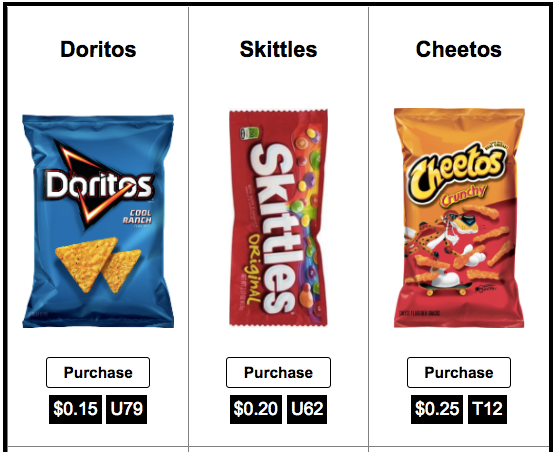 Doritos
Skittles
Cheetos
Doritos
COOL
RANCH
Skittles
ORiGiNAL
Cheetos
Crunchy
Purchase
Purchase
Purchase
$0.15 U79
$0.20 U62
$0.25 T12